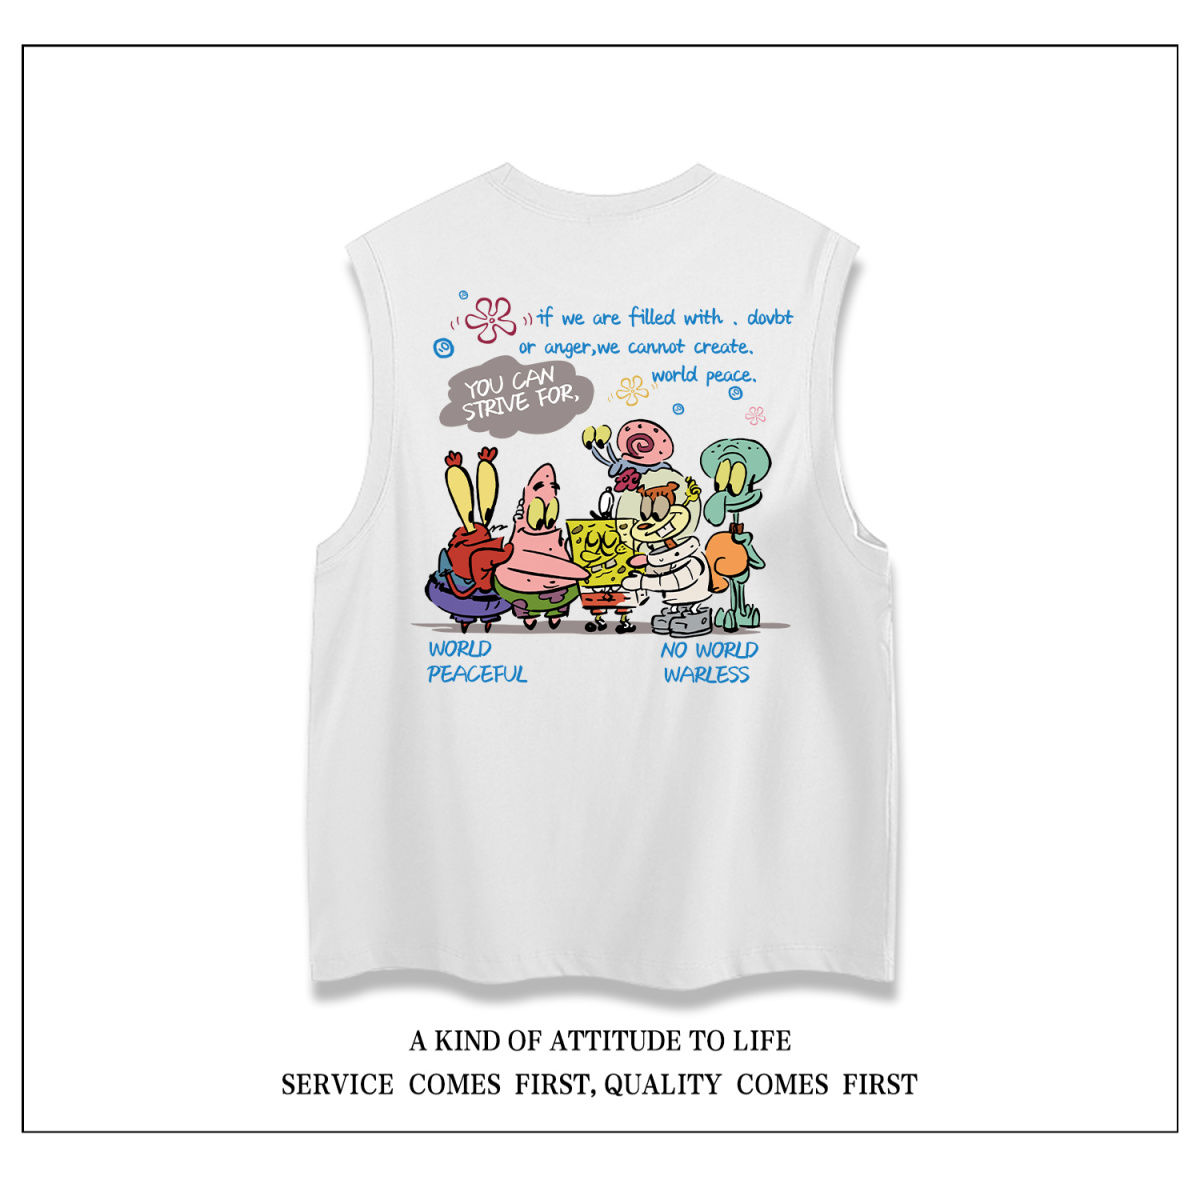 if we are filled with . dovbt
or anger,we cannot create.
world peace.
YOU CAN
STRIVE FOR,
WORLD
PEACEFUL
NO WORLD
WARLESS
A KIND OF ATTITUDE TO LIFE
SERVICE COMES FIRST, QUALITY COMES FIRST